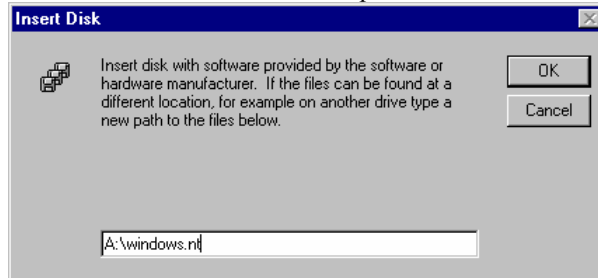 Insert Disk
Insert disk with software provided by the software or
hardware manufacturer. If the files can be found at a
different location, for example on another drive type a
new path to the files below.
OK
Cancel
A:\windows.nt